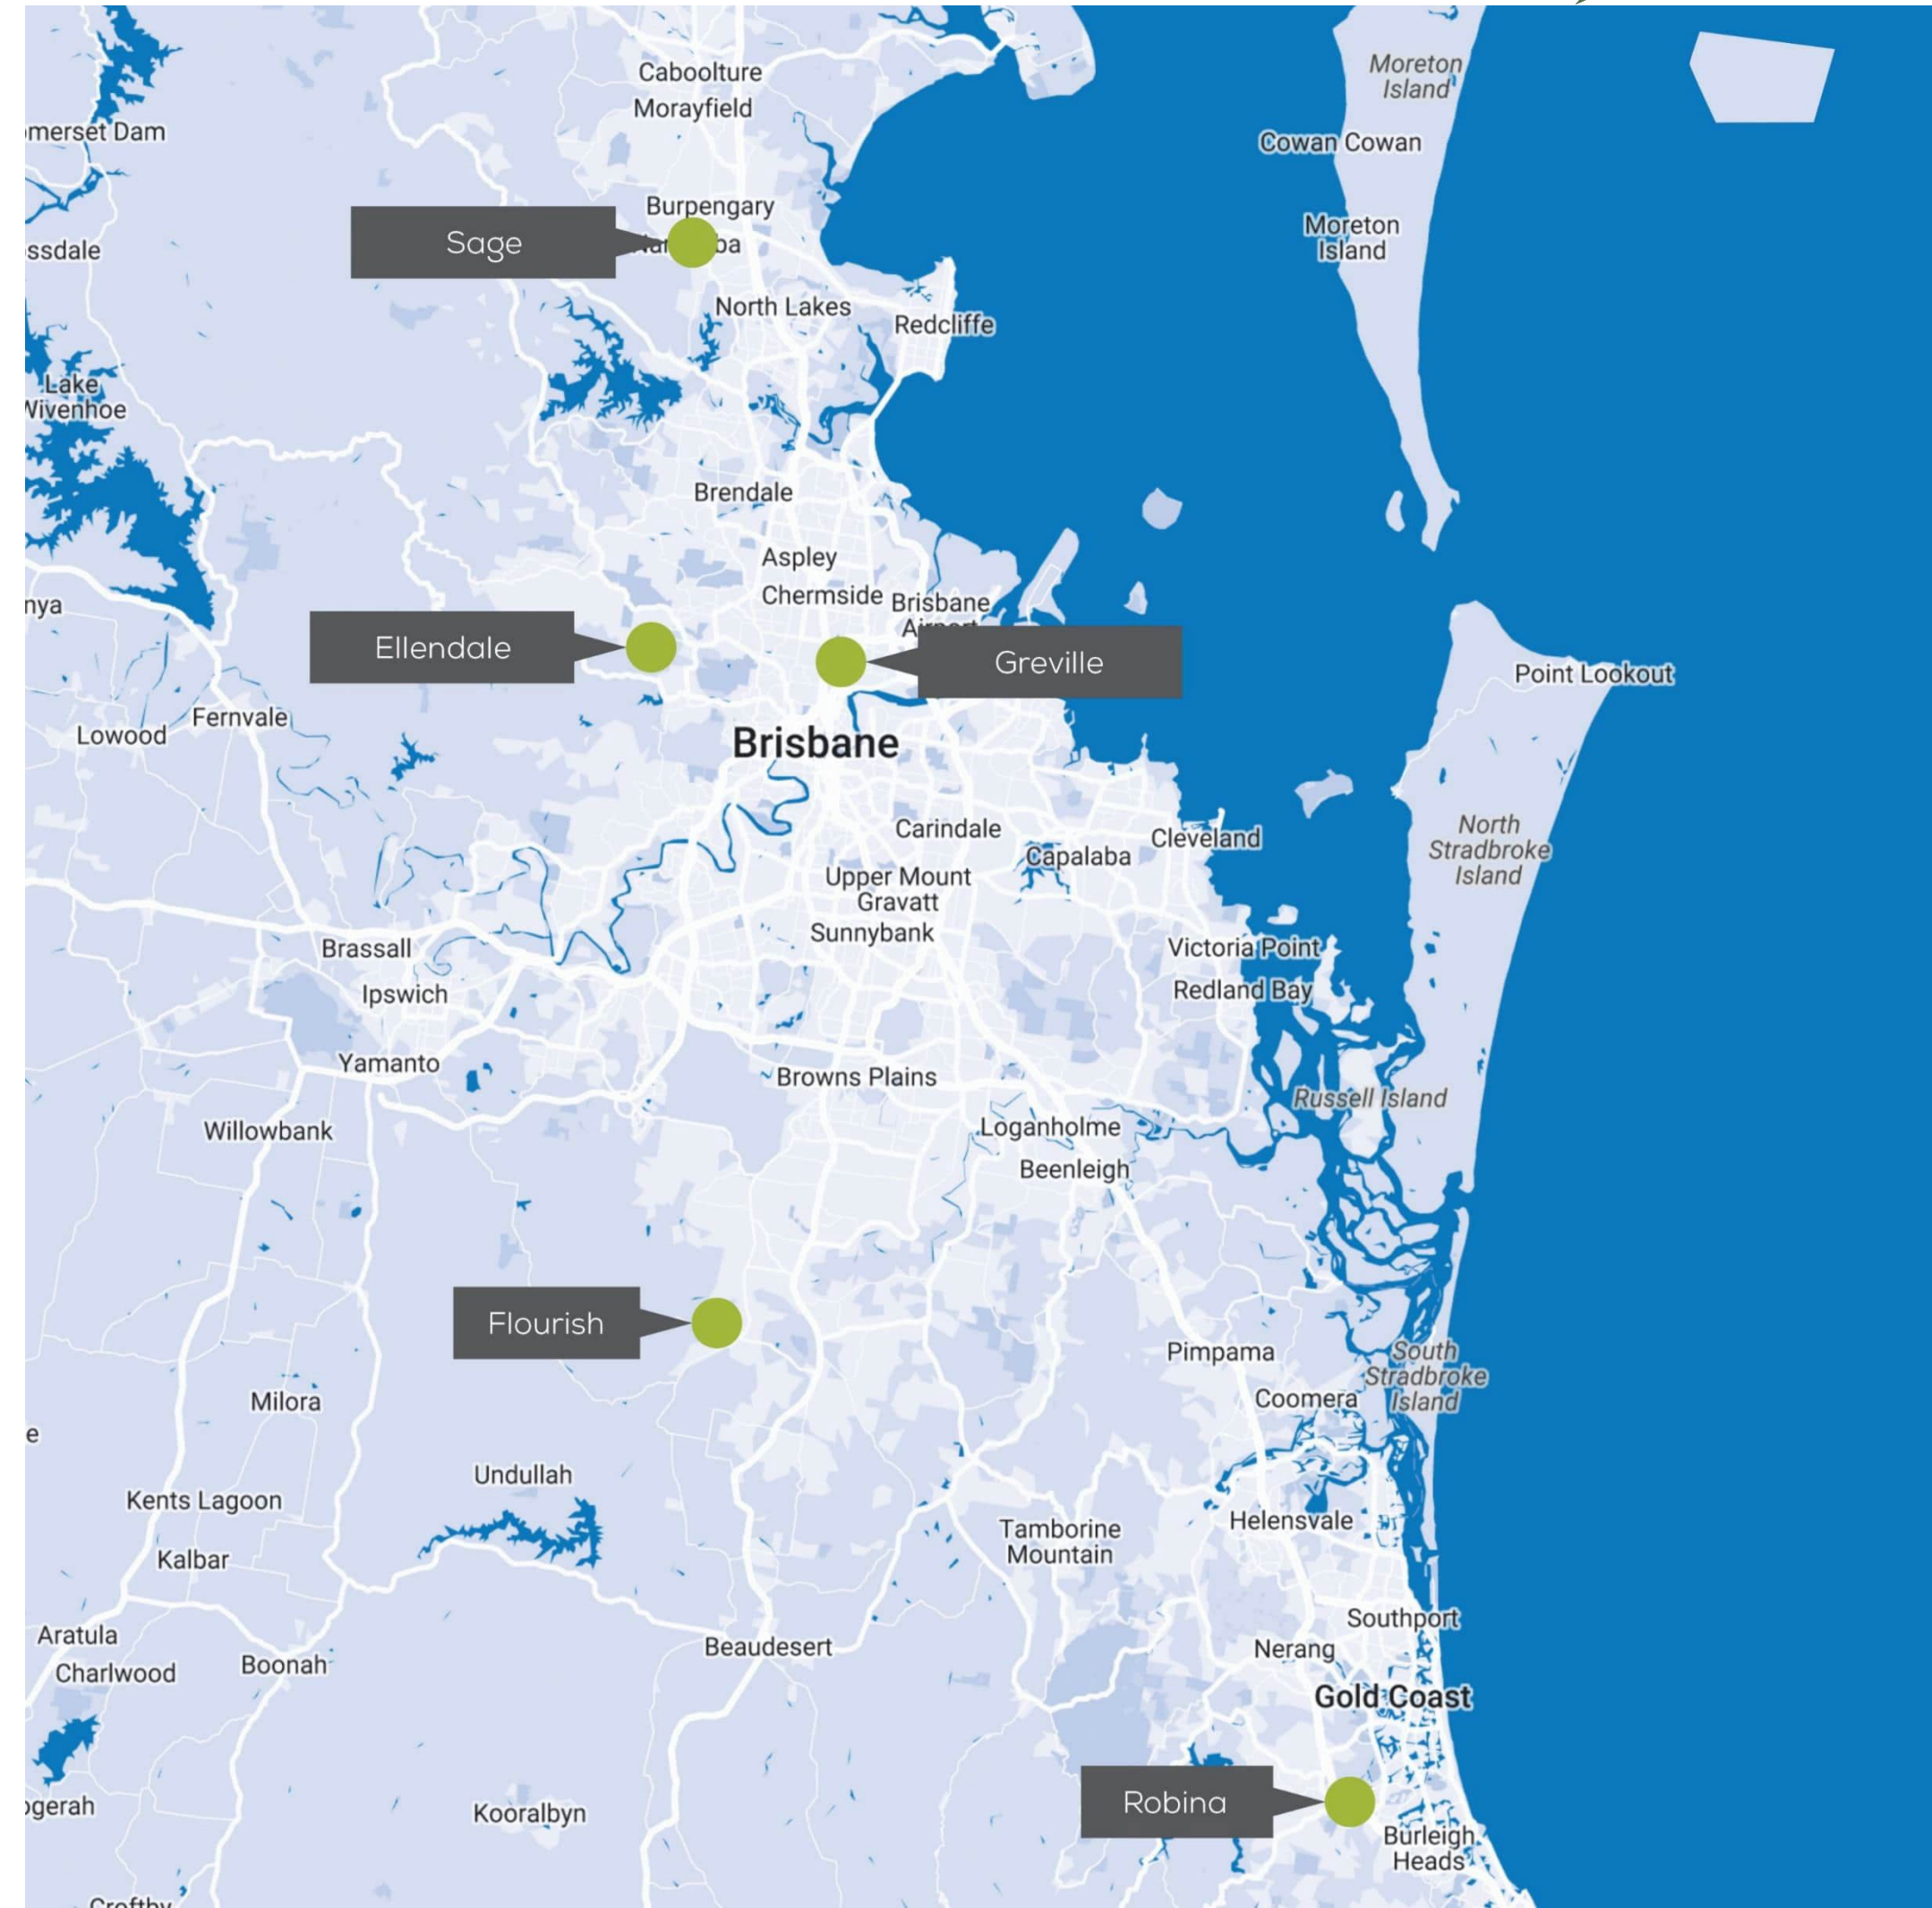 Caboolture
Moreton
Island
Morayfield
merset Dam
Cowan Cowan
Burpengary
Moreton
Island
Sage
ssdale
North Lakes
Redcliffe
Lake
Wivenhoe
Brendale
Aspley
Chermside
Brisbane
Airport
nya
Ellendale
Greville
Point Lookout
Fernvale
Lowood
Brisbane
North
Stradbroke
Island
Carindale
Cleveland
Capalaba
Upper Mount
Gravatt
Sunnybank
Brassall
Victoria Point
Ipswich
Redland Bay
Yamanto
Browns Plains
Russell Island
Willowbank
Loganholme
Beenleigh
Flourish
Pimpama
South
Stradbroke
Island
Coomera
Milora
e
Undullah
Kents Lagoon
Helensvale
Tamborine
Mountain
Kalbar
Southport
Aratula
Beaudesert
Nerang
Charlwood
Boonah
Gold Coast
Robina
ogerah
Kooralbyn
Burleigh
Heads
Croftby